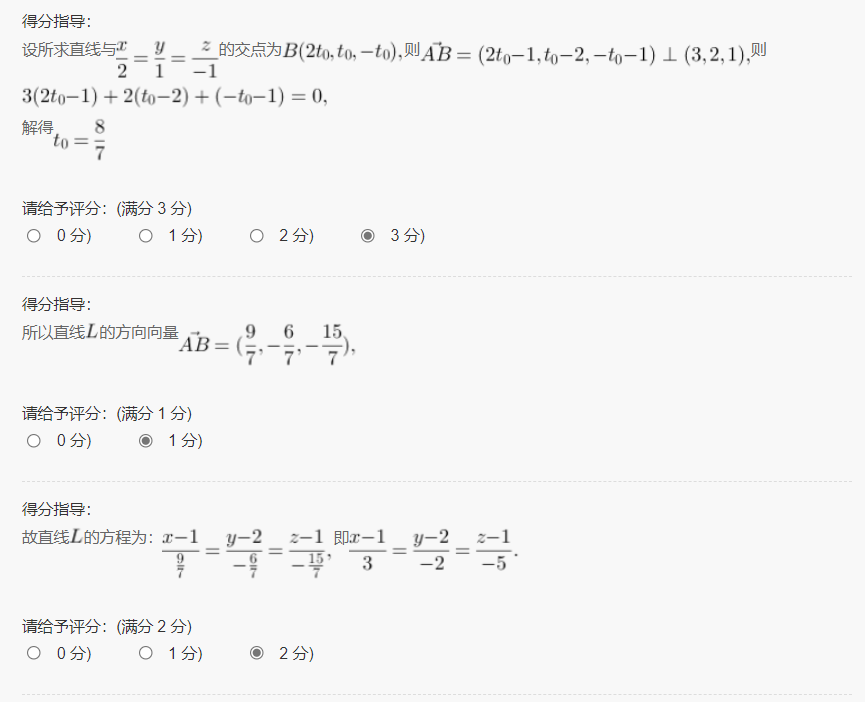 得分指导：
设所求直线与$\frac{x}{2}=\frac{y}{1}=\frac{z}{-1}$的交点为$B(2t_0,t_0,-t_0)$,则$\vec{AB}=(2t_0-1,t_0-2,-t_0-1)\perp(3,2,1)$,则
$3(2t_0-1)+2(t_0-2)+(-t_0-1)=0$,
解得$t_0=\frac{8}{7}$
请给予评分：(满分 3 分)
0 分) 1 分) 2 分) 3 分)
得分指导：
所以直线$L$的方向向量$\vec{AB}=(\frac{9}{7},-\frac{6}{7},-\frac{15}{7})$,
请给予评分：(满分 1 分)
0 分) 1 分)
得分指导：
故直线$L$的方程为：$\frac{x-1}{\frac{9}{7}}=\frac{y-2}{-\frac{6}{7}}=\frac{z-1}{-\frac{15}{7}}$, 即$\frac{x-1}{3}=\frac{y-2}{-2}=\frac{z-1}{-5}$.
请给予评分：(满分 2 分)
0 分) 1 分) 2 分)